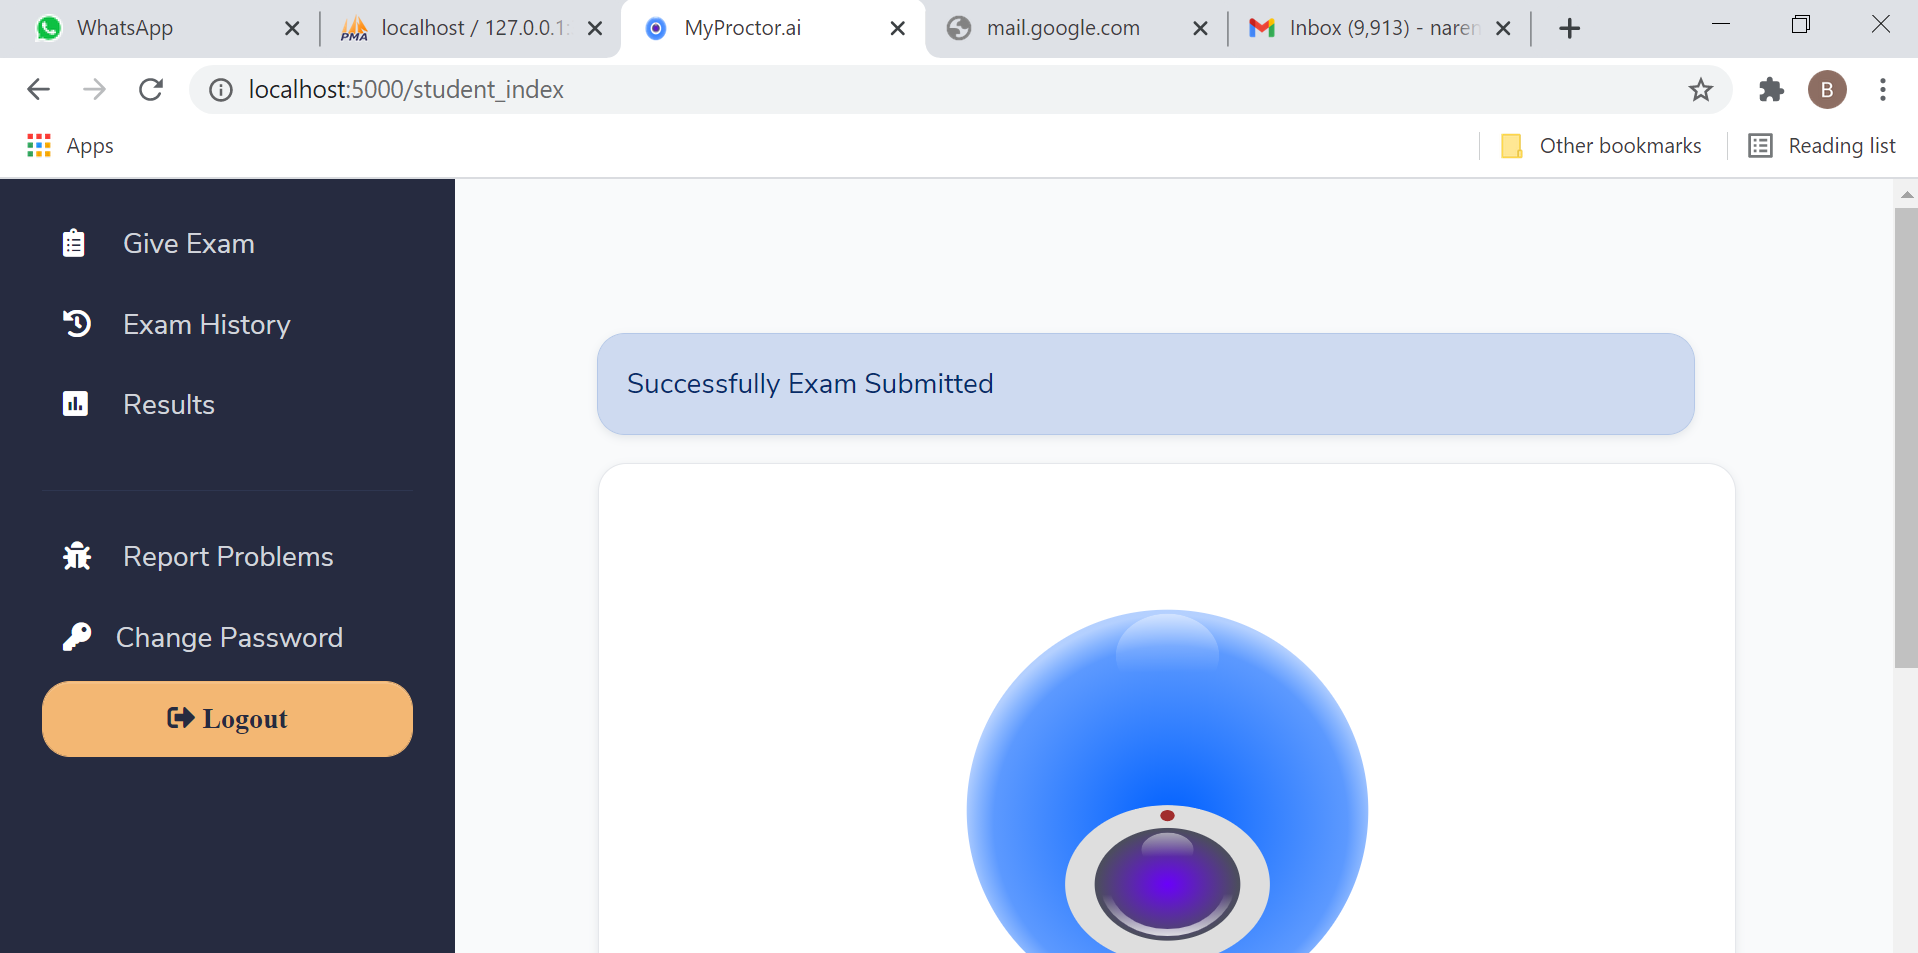 WhatsApp
localhost / 127.0.0.1
MyProctor.ai
mail.google.com
Inbox (9,913) - naren
localhost:5000/student_index
B
Apps
Other bookmarks
Reading list
Give Exam
Exam History
Results
Report Problems
Change Password
Logout
Successfully Exam Submitted
PMA